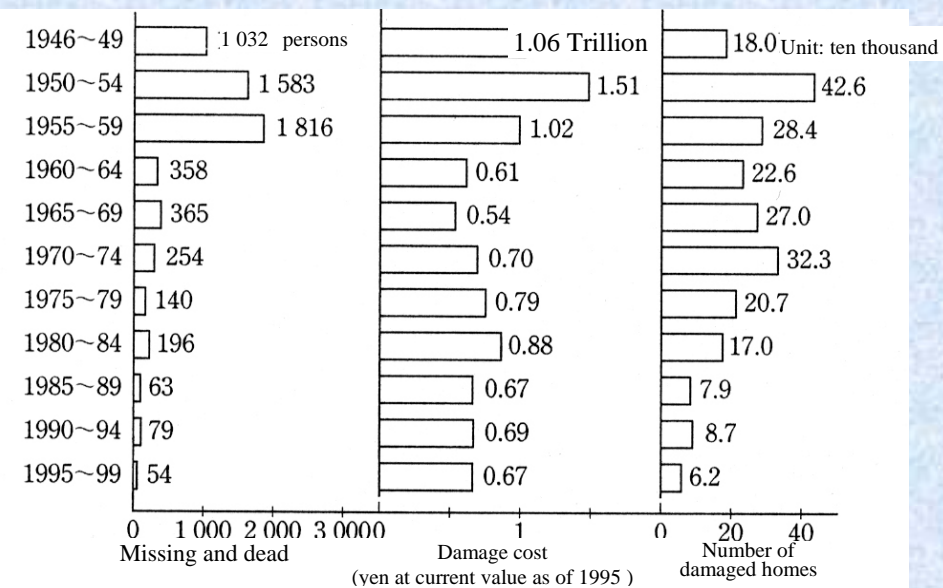 1946~49 1 032 persons 1.06 Trillion 18.0 Unit: ten thousand
1950~54 1 583 1.51 42.6
1955~59 1 816 1.02 28.4
1960~64 358 0.61 22.6
1965~69 365 0.54 27.0
1970~74 254 0.70 32.3
1975~79 140 0.79 20.7
1980~84 196 0.88 17.0
1985~89 63 0.67 7.9
1990~94 79 0.69 8.7
1995~99 54 0.67 6.2
0 1 000 2 000 3 0000 1 0 20 40
Missing and dead
Damage cost
(yen at current value as of 1995 )
Number of
damaged homes